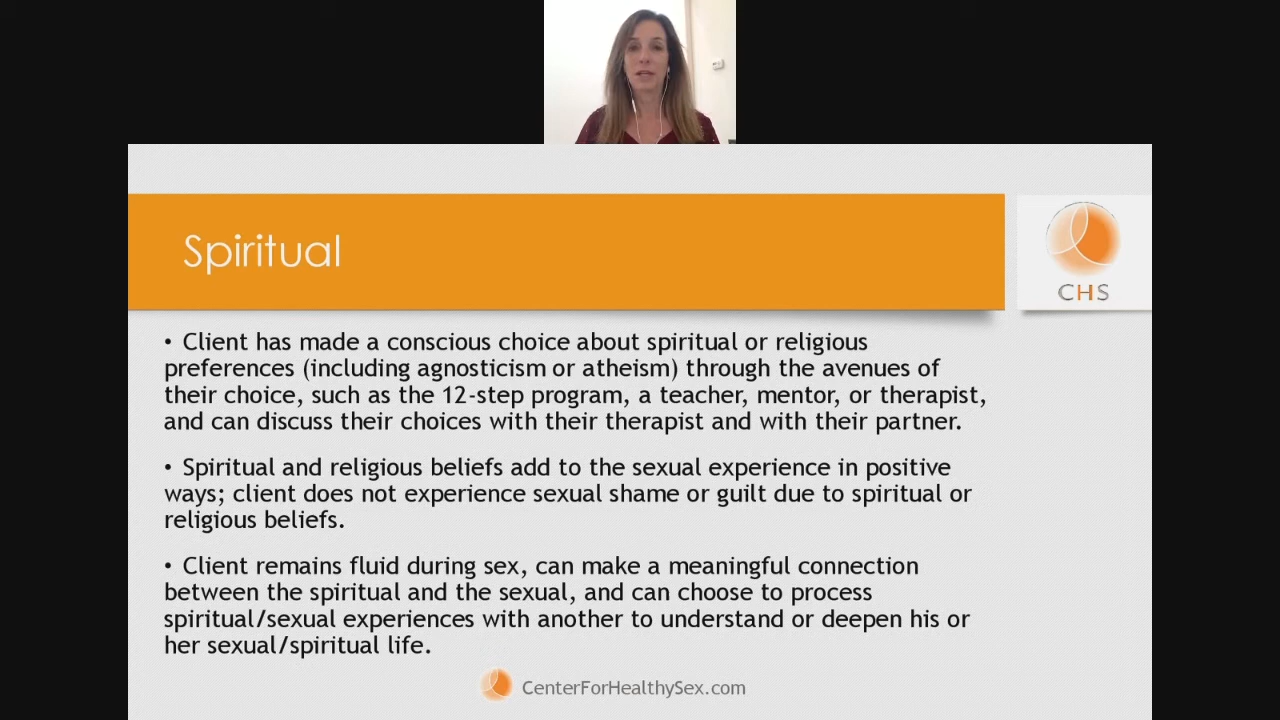 Spiritual
CHS
• Client has made a conscious choice about spiritual or religious
preferences (including agnosticism or atheism) through the avenues of
their choice, such as the 12-step program, a teacher, mentor, or therapist,
and can discuss their choices with their therapist and with their partner.
• Spiritual and religious beliefs add to the sexual experience in positive
ways; client does not experience sexual shame or guilt due to spiritual or
religious beliefs.
• Client remains fluid during sex, can make a meaningful connection
between the spiritual and the sexual, and can choose to process
spiritual/sexual experiences with another to understand or deepen his or
her sexual/spiritual life.
CenterForHealthySex.com